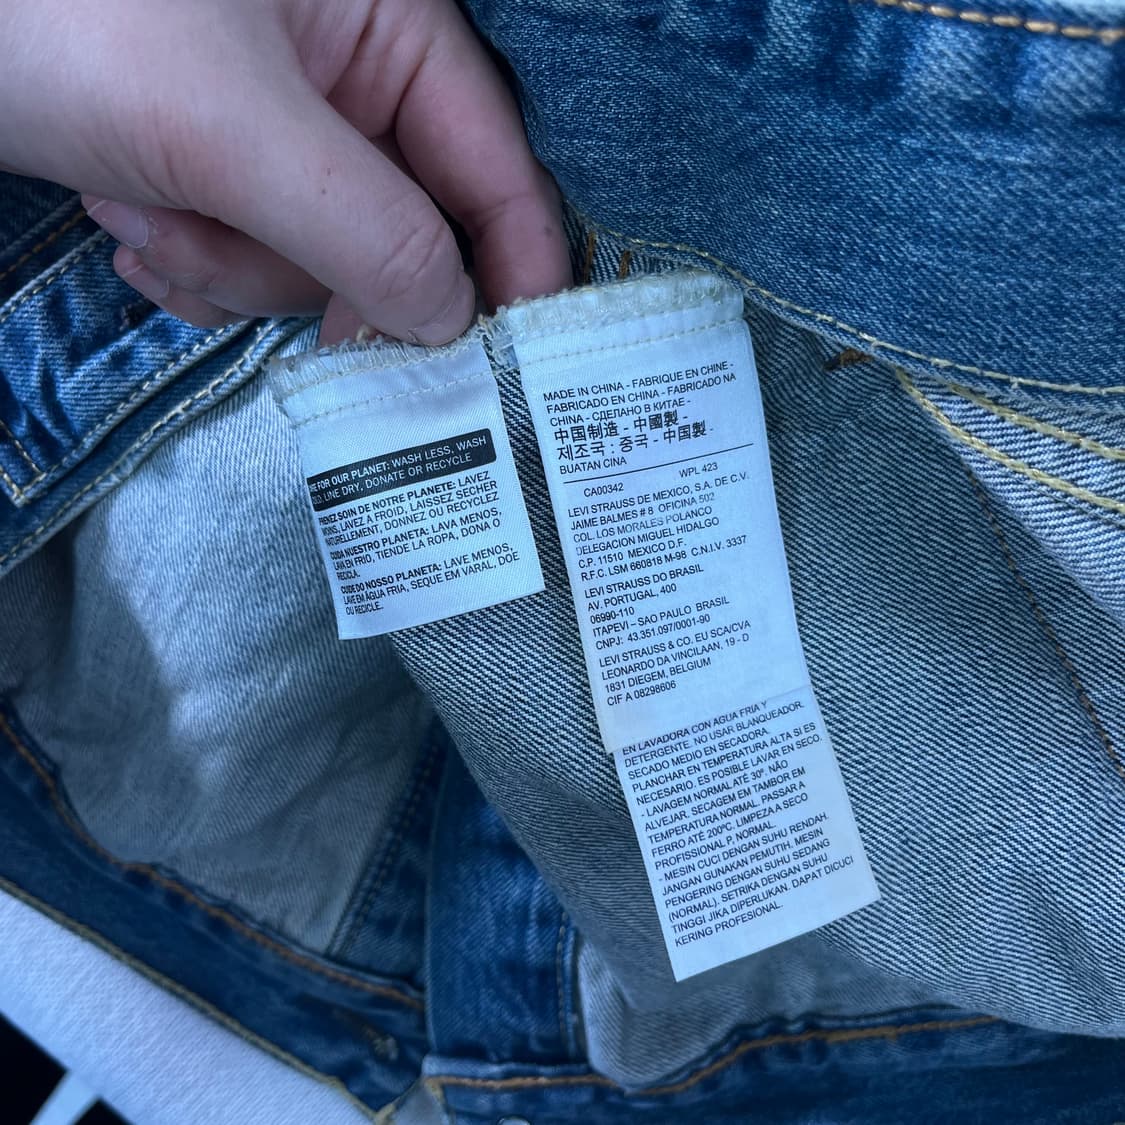 RE FOR OUR PLANET: WASH LESS, WASH
COLD, LINE DRY, DONATE OR RECYCLE
PRENEZ SOIN DE NOTRE PLANETE: LAVEZ
MOINS, LAVEZ A FROID, LAISSEZ SECHER
NATURELLEMENT, DONNEZ OU RECYCLEZ
CUIDA NUESTRO PLANETA: LAVA MENOS,
LAVA EN FRIO, TIENDE LA ROPA, DONA O
RECICLA.
CUIDE DO NOSSO PLANETA: LAVE MENOS,
LAVE EM ÁGUA FRIA, SEQUE EM VARAL, DOE
OU RECICLE.
MADE IN CHINA - FABRIQUE EN CHINE -
FABRICADO EN CHINA - FABRICADO NA
CHINA - СДЕЛАНО В КИТАЕ -
中国制造 - 中國製 -
제조국 : 중국 - 中国製 -
BUATAN CINA
CA00342 WPL 423
LEVI STRAUSS DE MEXICO, S.A. DE C.V.
JAIME BALMES # 8 OFICINA 502
COL. LOS MORALES POLANCO
DELEGACION MIGUEL HIDALGO
C.P. 11510 MEXICO D.F.
R.F.C. LSM 660818 M-98 C.N.I.V. 3337
LEVI STRAUSS DO BRASIL
AV. PORTUGAL, 400
06990-110
ITAPEVI – SAO PAULO BRASIL
CNPJ: 43.351.097/0001-90
LEVI STRAUSS & CO. EU SCA/CVA
LEONARDO DA VINCILAAN, 19 - D
1831 DIEGEM, BELGIUM
CIF A 08298606
EN LAVADORA CON AGUA FRIA Y
DETERGENTE. NO USAR BLANQUEADOR.
SECADO MEDIO EN SECADORA.
PLANCHAR EN TEMPERATURA ALTA SI ES
NECESARIO. ES POSIBLE LAVAR EN SECO.
- LAVAGEM NORMAL ATÉ 30º. NÃO
ALVEJAR. SECAGEM EM TAMBOR EM
TEMPERATURA NORMAL. PASSAR A
FERRO ATÉ 200ºC. LIMPEZA A SECO
PROFISSIONAL P, NORMAL.
- MESIN CUCI DENGAN SUHU RENDAH.
JANGAN GUNAKAN PEMUTIH. MESIN
PENGERING DENGAN SUHU SEDANG
(NORMAL). SETRIKA DENGAN SUHU
TINGGI JIKA DIPERLUKAN. DAPAT DICUCI
KERING PROFESIONAL.